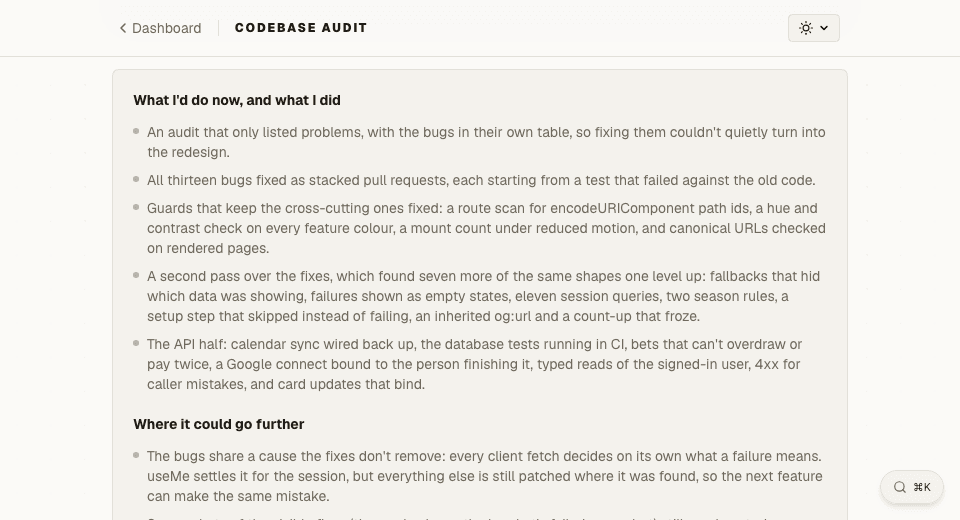 Dashboard
CODEBASE AUDIT
What I'd do now, and what I did
An audit that only listed problems, with the bugs in their own table, so fixing them couldn't quietly turn into
the redesign.
All thirteen bugs fixed as stacked pull requests, each starting from a test that failed against the old code.
Guards that keep the cross-cutting ones fixed: a route scan for encodeURIComponent path ids, a hue and
contrast check on every feature colour, a mount count under reduced motion, and canonical URLs checked
on rendered pages.
A second pass over the fixes, which found seven more of the same shapes one level up: fallbacks that hid
which data was showing, failures shown as empty states, eleven session queries, two season rules, a
setup step that skipped instead of failing, an inherited og:url and a count-up that froze.
The API half: calendar sync wired back up, the database tests running in CI, bets that can't overdraw or
pay twice, a Google connect bound to the person finishing it, typed reads of the signed-in user, 4xx for
caller mistakes, and card updates that bind.
Where it could go further
The bugs share a cause the fixes don't remove: every client fetch decides on its own what a failure means.
useMe settles it for the session, but everything else is still patched where it was found, so the next feature
can make the same mistake.
⌘K